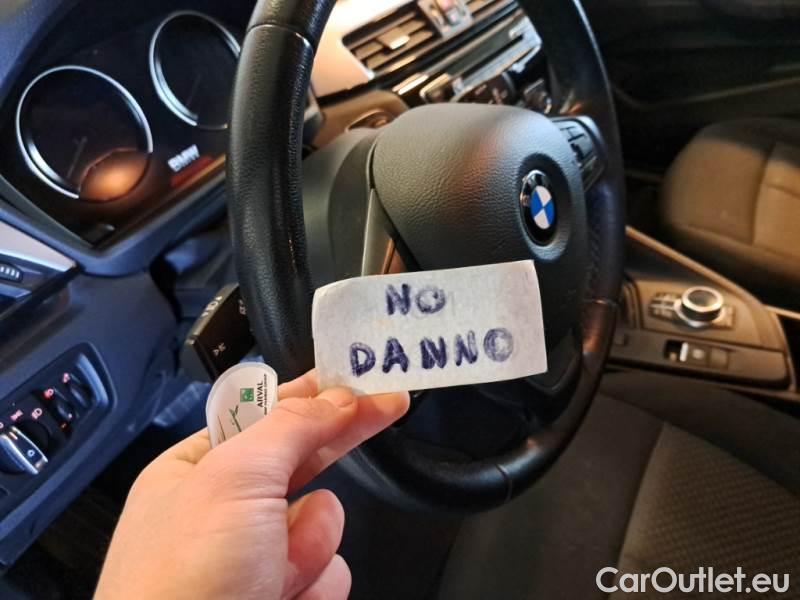 BMW
NO
DANNO
ARVAL
CarOutlet.eu